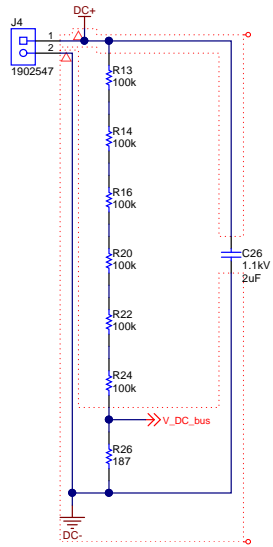 DC+
J4
1
2
1902547
R13
100k
R14
100k
R16
100k
R20
100k
C26
1.1kV
2uF
R22
100k
R24
100k
V_DC_bus
R26
187
DC-